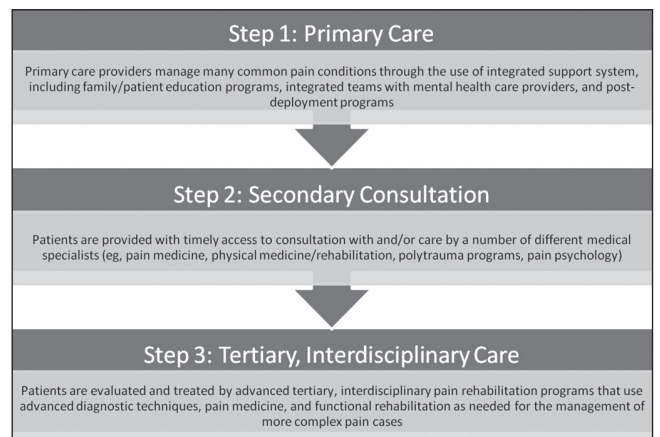 Step 1: Primary Care
Primary care providers manage many common pain conditions through the use of integrated support system,
including family/patient education programs, integrated teams with mental health care providers, and post-
deployment programs
Step 2: Secondary Consultation
Patients are provided with timely access to consultation with and/or care by a number of different medical
specialists (eg, pain medicine, physical medicine/rehabilitation, polytrauma programs, pain psychology)
Step 3: Tertiary, Interdisciplinary Care
Patients are evaluated and treated by advanced tertiary, interdisciplinary pain rehabilitation programs that use
advanced diagnostic techniques, pain medicine, and functional rehabilitation as needed for the management of
more complex pain cases